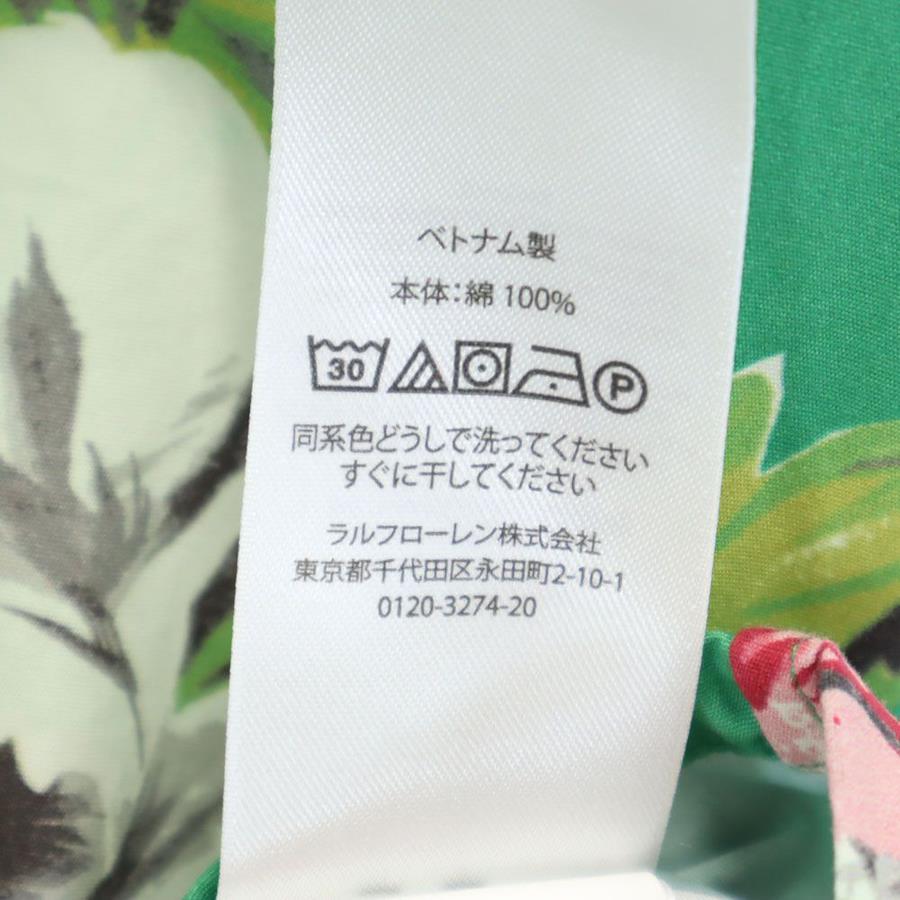 ベトナム製
本体：綿 100%
30 P
同系色どうしで洗ってください
すぐに干してください
ラルフローレン株式会社
東京都千代田区永田町2-10-1
0120-3274-20